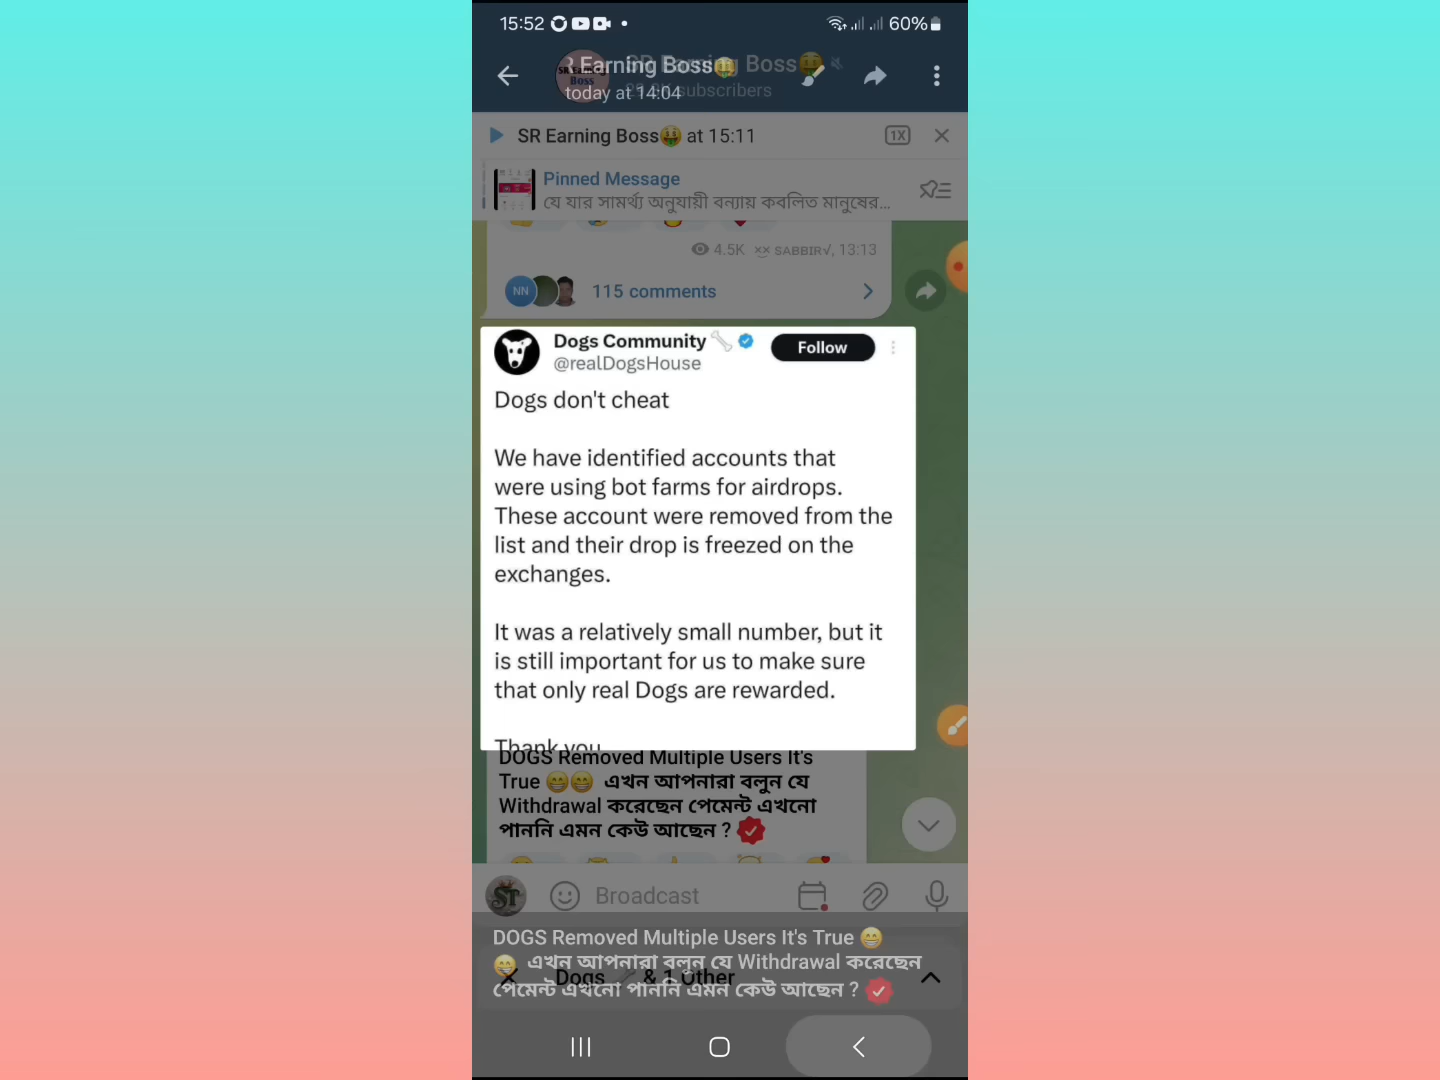 15:52
60%
SR Earning Boss
Earning Boss
today at 14:04
subscribers
SR Earning Boss🤑 at 15:11
1X
Pinned Message
যে যার সামর্থ্য অনুযায়ী বন্যায় কবলিত মানুষের...
4.5K ×͜× ꜱᴀʙʙɪʀ√, 13:13
NN
115 comments
Dogs Community 🦴
Follow
@realDogsHouse
Dogs don't cheat
We have identified accounts that
were using bot farms for airdrops.
These account were removed from the
list and their drop is freezed on the
exchanges.
It was a relatively small number, but it
is still important for us to make sure
that only real Dogs are rewarded.
Thank you
DOGS Removed Multiple Users It's
True 😁😁 এখন আপনারা বলুন যে
Withdrawal করেছেন পেমেন্ট এখনো
পাননি এমন কেউ আছেন ?
ST
Broadcast
DOGS Removed Multiple Users It's True 😁
😁 এখন আপনারা বলুন যে Withdrawal করেছেন
পেমেন্ট এখনো পাননি এমন কেউ আছেন ?
Dogs 🦴 & 1 Other